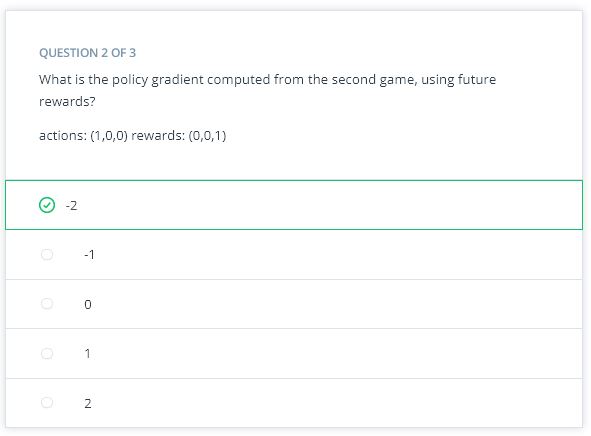 QUESTION 2 OF 3
What is the policy gradient computed from the second game, using future
rewards?
actions: (1,0,0) rewards: (0,0,1)
-2
-1
0
1
2